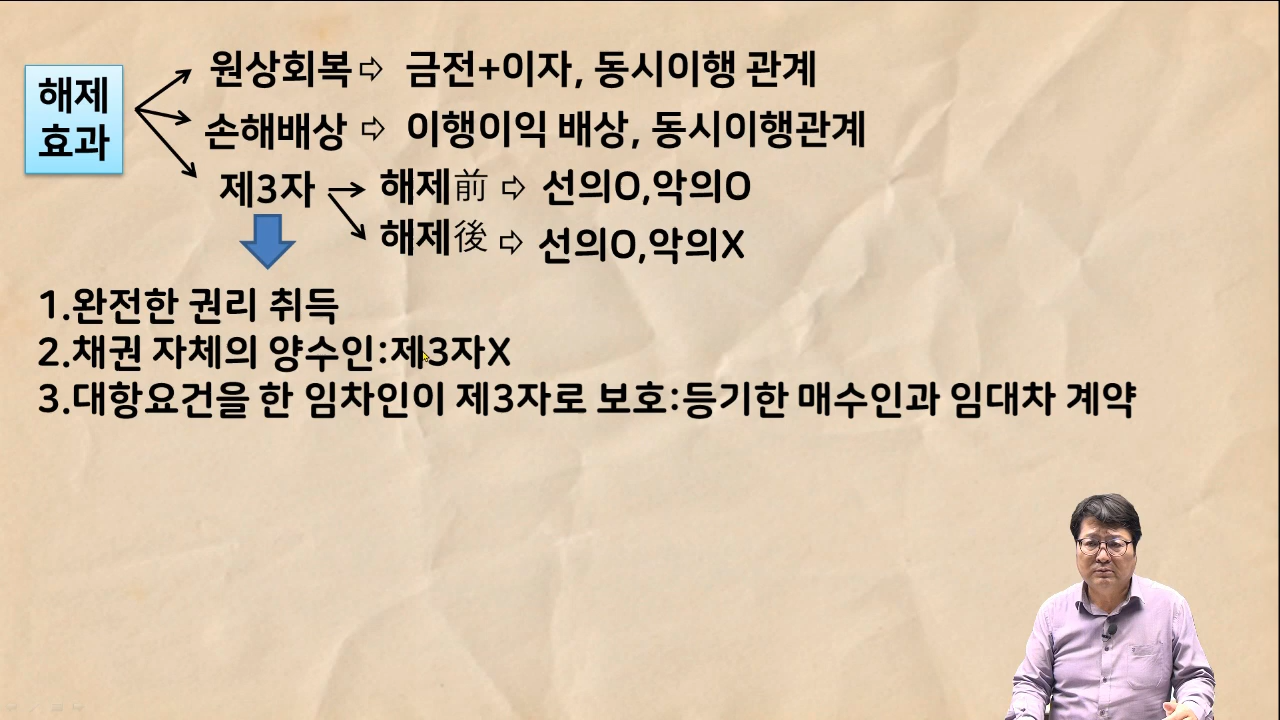 해제
효과
원상회복 ⇨ 금전+이자, 동시이행 관계
손해배상 ⇨ 이행이익 배상, 동시이행관계
제3자 → 해제前 ⇨ 선의O,악의O
해제後 ⇨ 선의O,악의X
1.완전한 권리 취득
2.채권 자체의 양수인:제3자X
3.대항요건을 한 임차인이 제3자로 보호:등기한 매수인과 임대차 계약